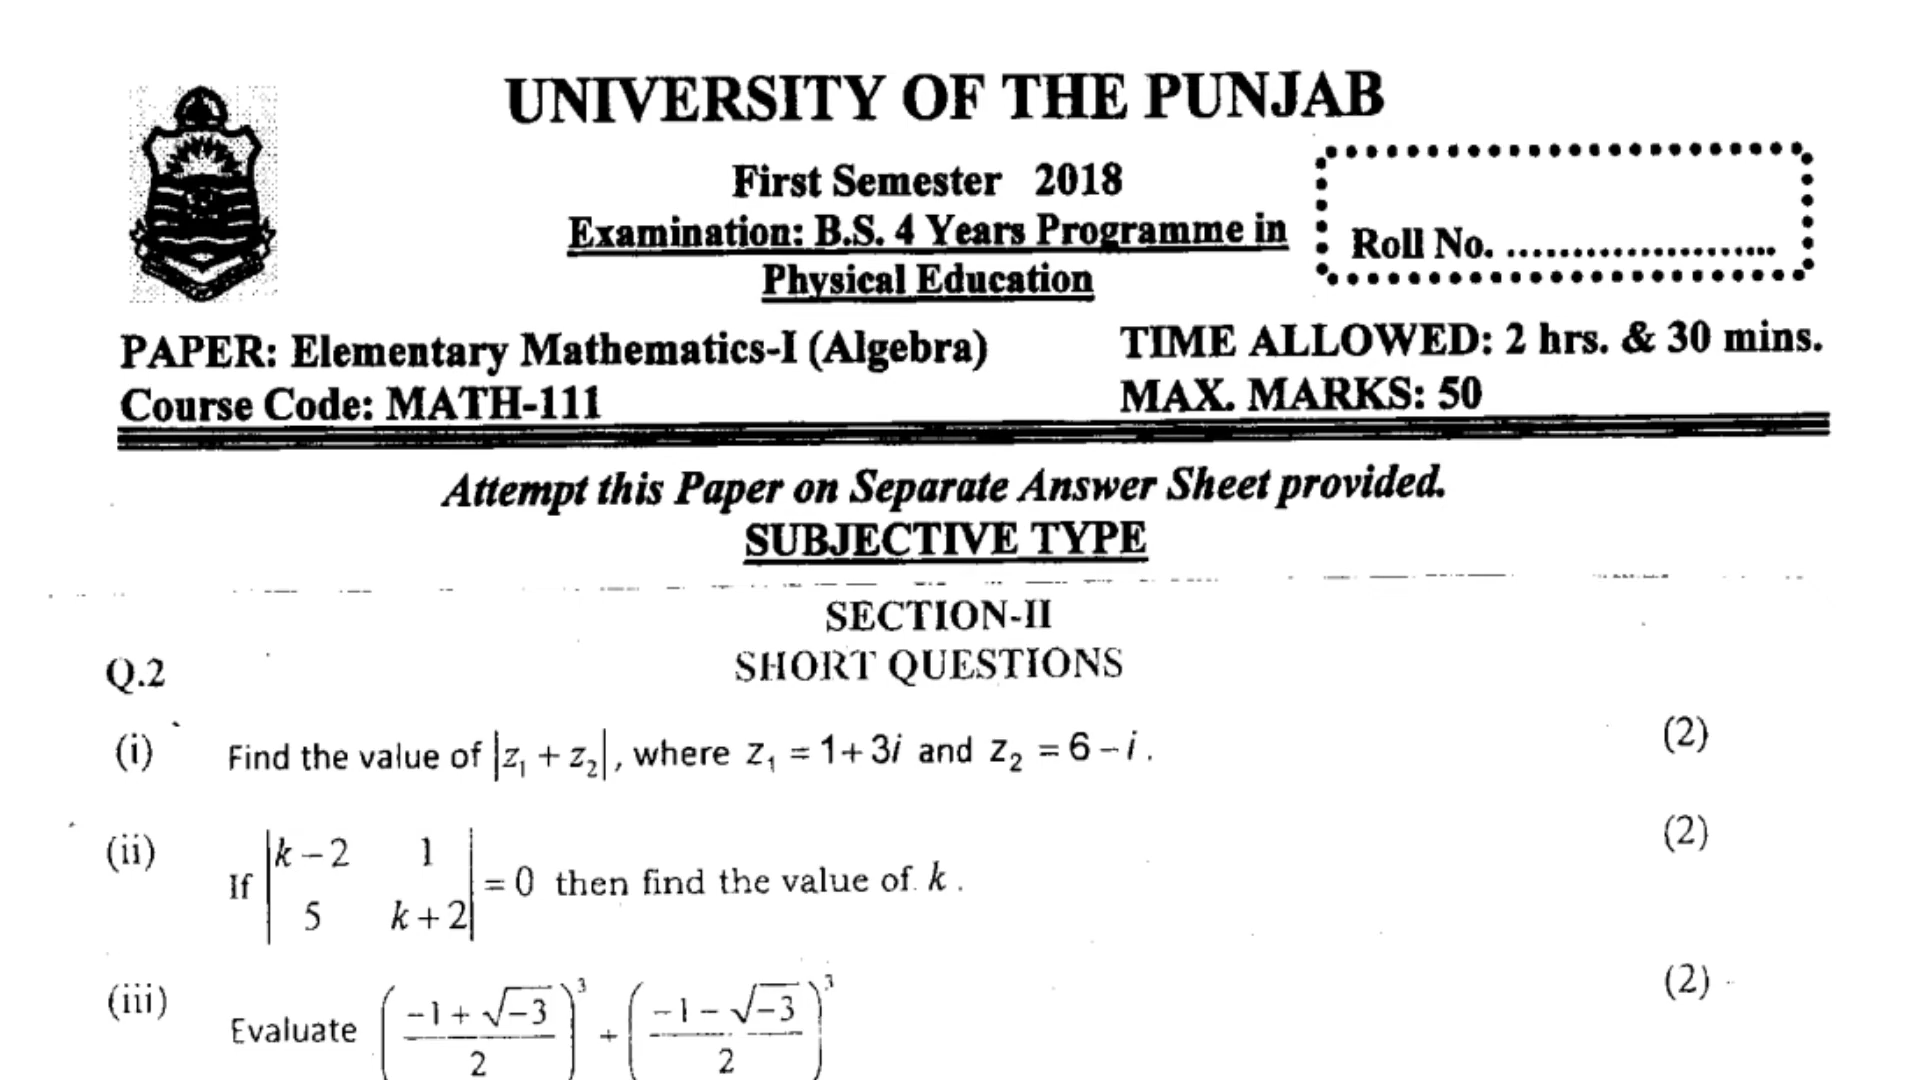 UNIVERSITY OF THE PUNJAB
First Semester 2018
Examination: B.S. 4 Years Programme in
Physical Education
Roll No. ......................
PAPER: Elementary Mathematics-I (Algebra)
TIME ALLOWED: 2 hrs. & 30 mins.
Course Code: MATH-111
MAX. MARKS: 50
Attempt this Paper on Separate Answer Sheet provided.
SUBJECTIVE TYPE
SECTION-II
Q.2
SHORT QUESTIONS
(i) Find the value of |z₁ + z₂|, where z₁ = 1+3i and z₂ = 6 – i. (2)
(ii) If |k – 2 1; 5 k + 2| = 0 then find the value of k. (2)
(iii) Evaluate ((–1 + √–3)/2)³ + ((–1 – √–3)/2)³ (2)